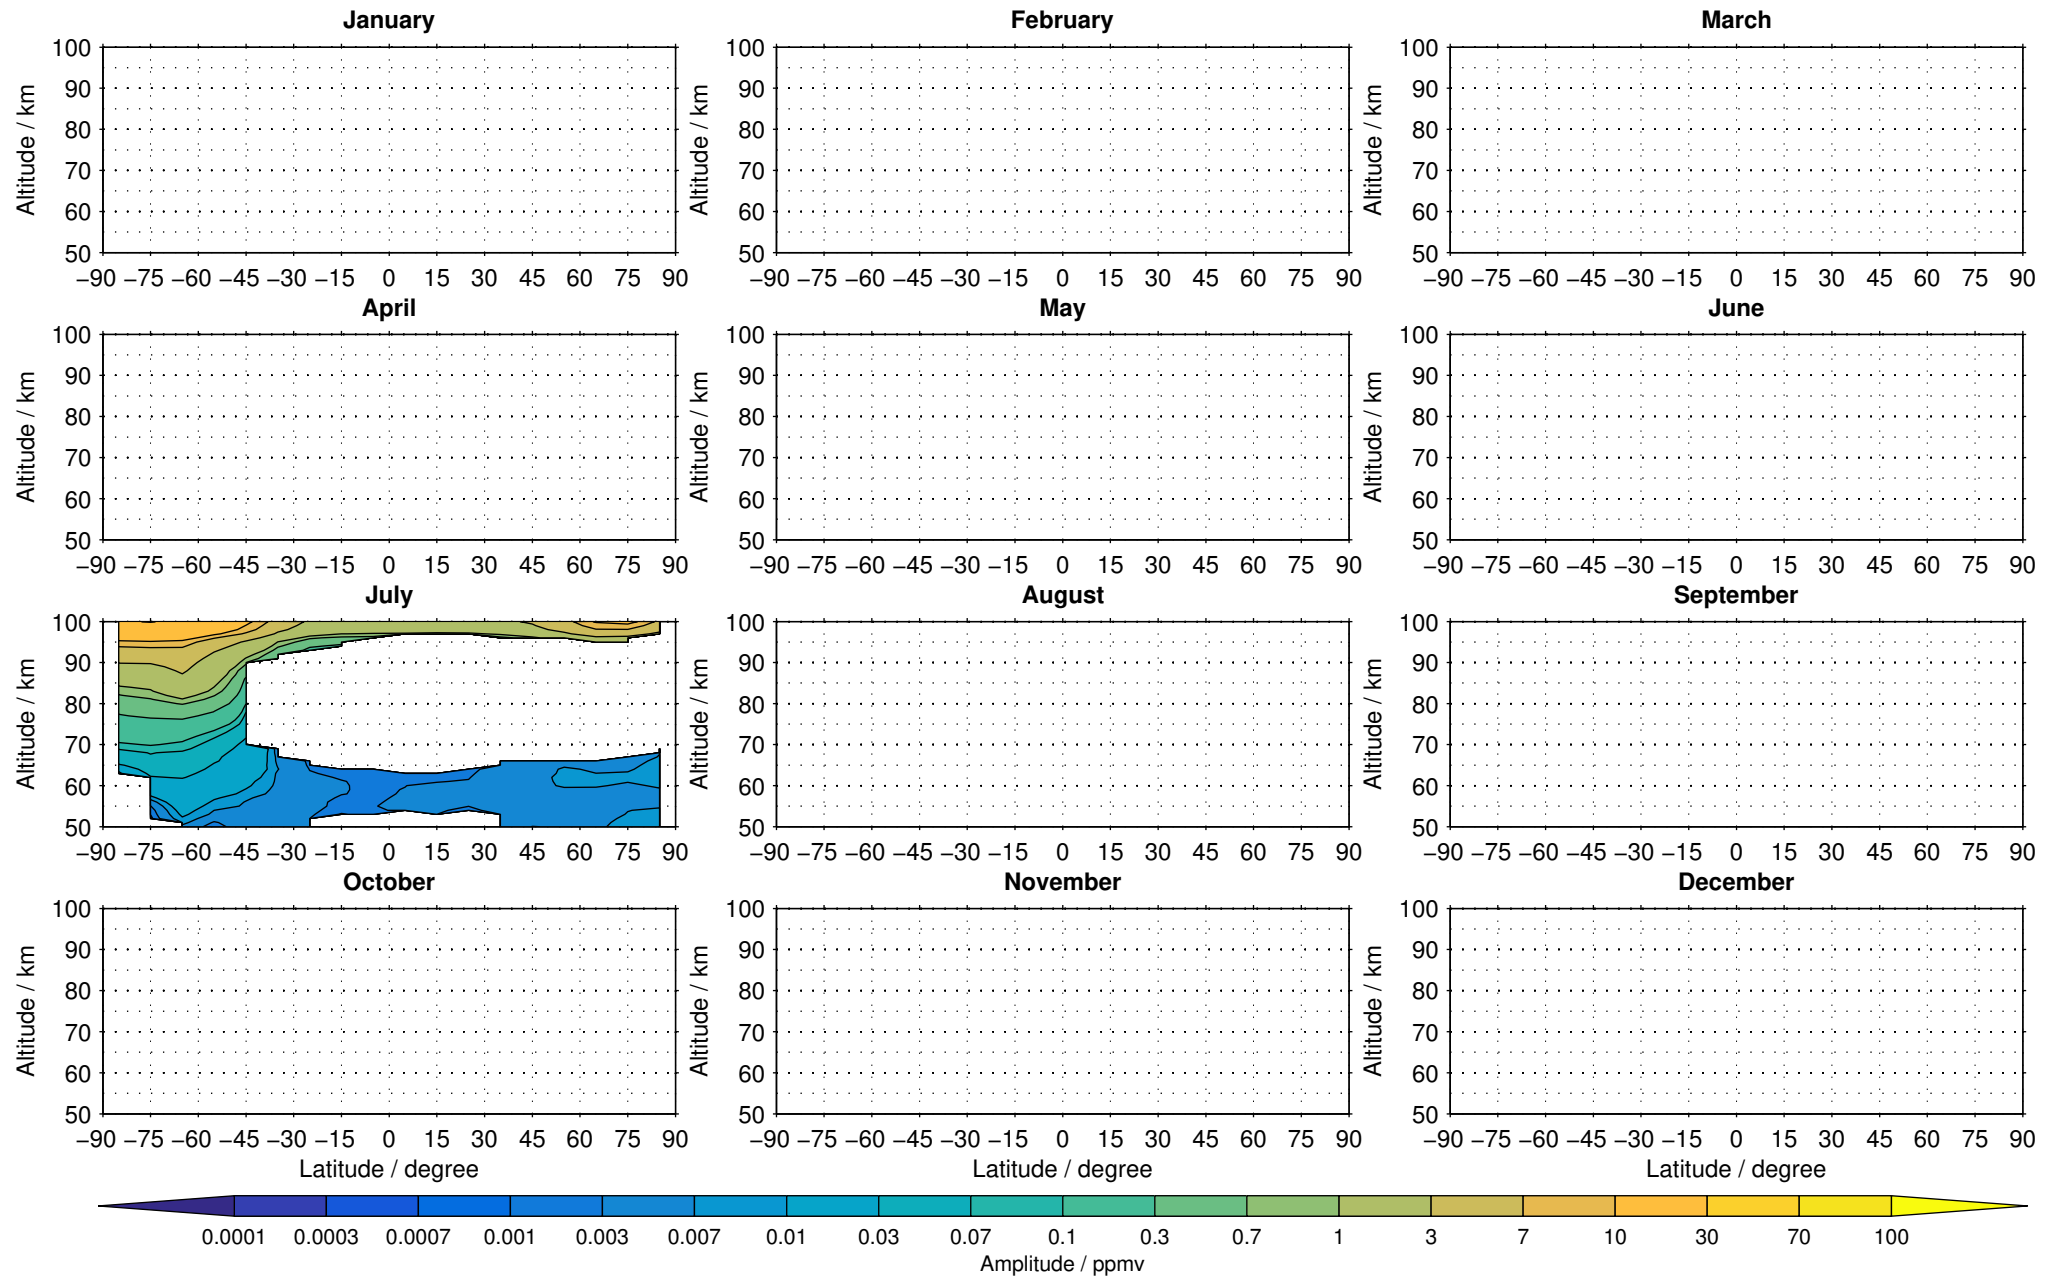 January February March
100 100 100
90 90 90
80 80 80
70 70 70
60 60 60
50 50 50
Altitude / km Altitude / km Altitude / km
−90 −75 −60 −45 −30 −15 0 15 30 45 60 75 90 −90 −75 −60 −45 −30 −15 0 15 30 45 60 75 90 −90 −75 −60 −45 −30 −15 0 15 30 45 60 75 90
April May June
100 100 100
90 90 90
80 80 80
70 70 70
60 60 60
50 50 50
Altitude / km Altitude / km Altitude / km
−90 −75 −60 −45 −30 −15 0 15 30 45 60 75 90 −90 −75 −60 −45 −30 −15 0 15 30 45 60 75 90 −90 −75 −60 −45 −30 −15 0 15 30 45 60 75 90
July August September
100 100 100
90 90 90
80 80 80
70 70 70
60 60 60
50 50 50
Altitude / km Altitude / km Altitude / km
−90 −75 −60 −45 −30 −15 0 15 30 45 60 75 90 −90 −75 −60 −45 −30 −15 0 15 30 45 60 75 90 −90 −75 −60 −45 −30 −15 0 15 30 45 60 75 90
October November December
100 100 100
90 90 90
80 80 80
70 70 70
60 60 60
50 50 50
Altitude / km Altitude / km Altitude / km
−90 −75 −60 −45 −30 −15 0 15 30 45 60 75 90 −90 −75 −60 −45 −30 −15 0 15 30 45 60 75 90 −90 −75 −60 −45 −30 −15 0 15 30 45 60 75 90
Latitude / degree Latitude / degree Latitude / degree
0.0001 0.0003 0.0007 0.001 0.003 0.007 0.01 0.03 0.07 0.1 0.3 0.7 1 3 7 10 30 70 100
Amplitude / ppmv